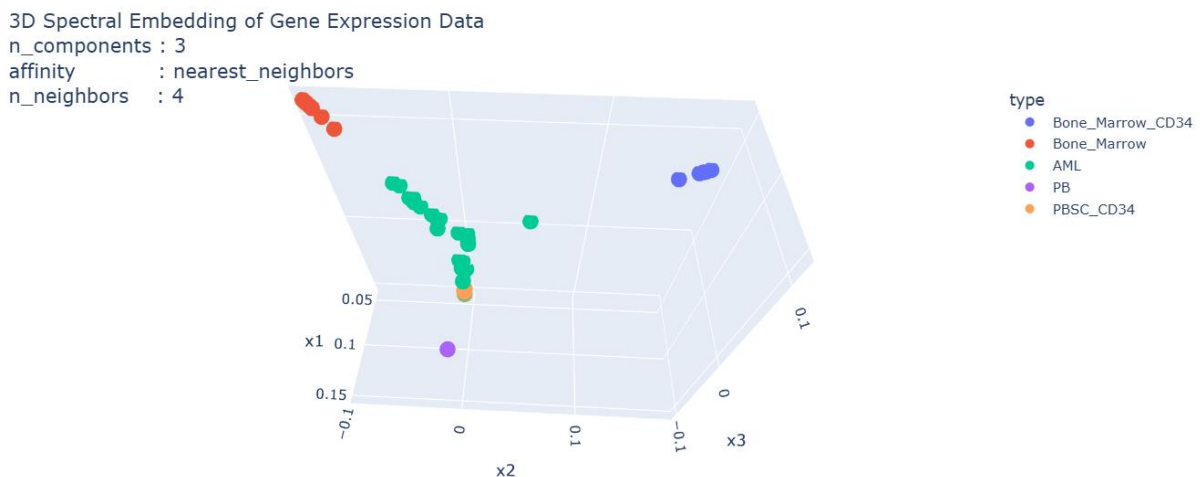 3D Spectral Embedding of Gene Expression Data
n_components : 3
affinity : nearest_neighbors
n_neighbors : 4
type
Bone_Marrow_CD34
Bone_Marrow
AML
PB
PBSC_CD34
0.05
x1 0.1
0.15
−0.1
0
0.1
x2
−0.1
0
0.1
x3